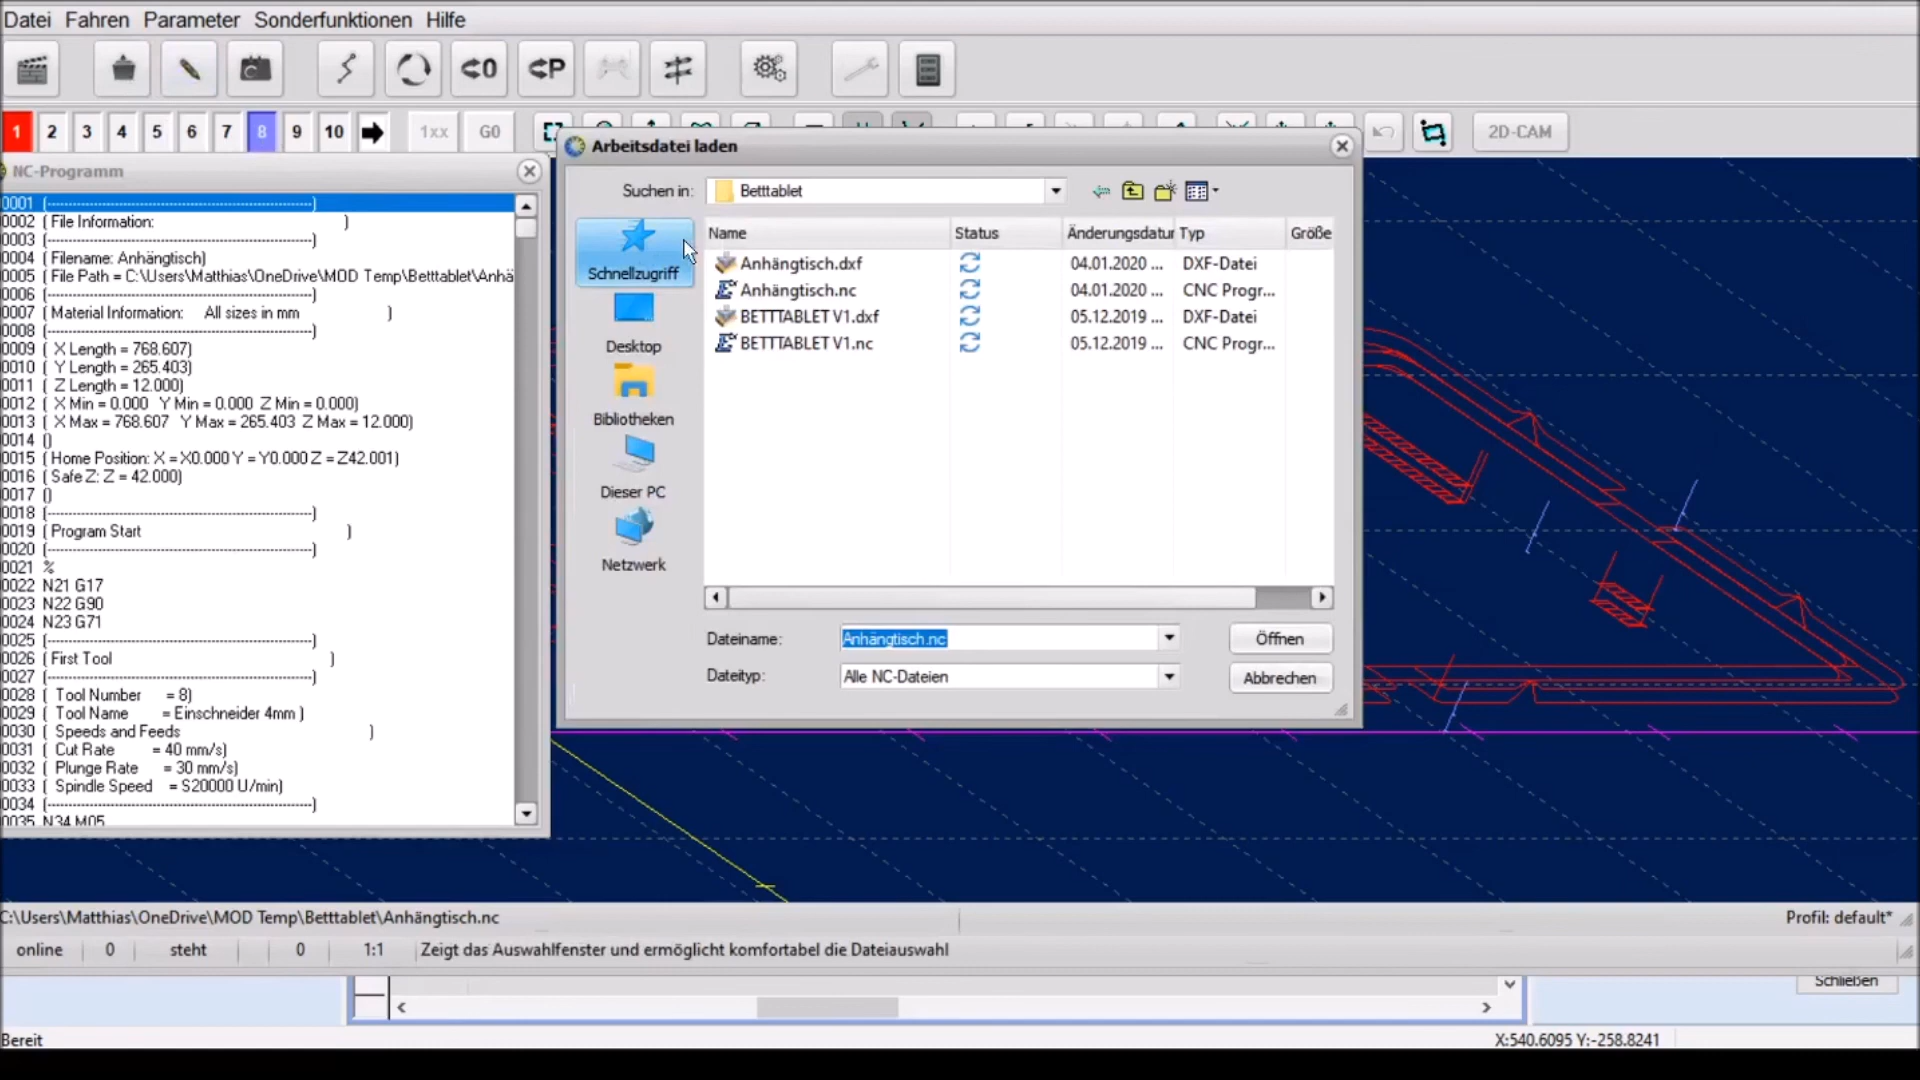 Datei Fahren Parameter Sonderfunktionen Hilfe
0 P
1 2 3 4 5 6 7 8 9 10 1xx G0 2D-CAM
NC-Programm
0001 (------------------------------------------------------)
0002 ( File Information: )
0003 (------------------------------------------------------)
0004 ( Filename: Anhängtisch)
0005 ( File Path = C:\Users\Matthias\OneDrive\MOD Temp\Betttablet\Anhä
0006 (------------------------------------------------------)
0007 ( Material Information: All sizes in mm )
0008 (------------------------------------------------------)
0009 ( X Length = 768.607)
0010 ( Y Length = 265.403)
0011 ( Z Length = 12.000)
0012 ( X Min = 0.000 Y Min = 0.000 Z Min = 0.000)
0013 ( X Max = 768.607 Y Max = 265.403 Z Max = 12.000)
0014 ()
0015 ( Home Position: X = X0.000 Y = Y0.000 Z = Z42.001)
0016 ( Safe Z: Z = 42.000)
0017 ()
0018 (------------------------------------------------------)
0019 ( Program Start )
0020 (------------------------------------------------------)
0021 %
0022 N21 G17
0023 N22 G90
0024 N23 G71
0025 (------------------------------------------------------)
0026 ( First Tool )
0027 (------------------------------------------------------)
0028 ( Tool Number = 8)
0029 ( Tool Name = Einschneider 4mm )
0030 ( Speeds and Feeds )
0031 ( Cut Rate = 40 mm/s)
0032 ( Plunge Rate = 30 mm/s)
0033 ( Spindle Speed = S20000 U/min)
0034 (------------------------------------------------------)
0035 N34 M05
Arbeitsdatei laden
Suchen in: Betttablet
Schnellzugriff
Desktop
Bibliotheken
Dieser PC
Netzwerk
Name Status Änderungsdatur Typ Größe
Anhängtisch.dxf 04.01.2020 ... DXF-Datei
Anhängtisch.nc 04.01.2020 ... CNC Progr...
BETTTABLET V1.dxf 05.12.2019 ... DXF-Datei
BETTTABLET V1.nc 05.12.2019 ... CNC Progr...
Dateiname: Anhängtisch.nc Öffnen
Dateityp: Alle NC-Dateien Abbrechen
C:\Users\Matthias\OneDrive\MOD Temp\Betttablet\Anhängtisch.nc Profil: default*
online 0 steht 0 1:1 Zeigt das Auswahlfenster und ermöglicht komfortabel die Dateiauswahl
Schließen
Bereit X:540.6095 Y:-258.8241